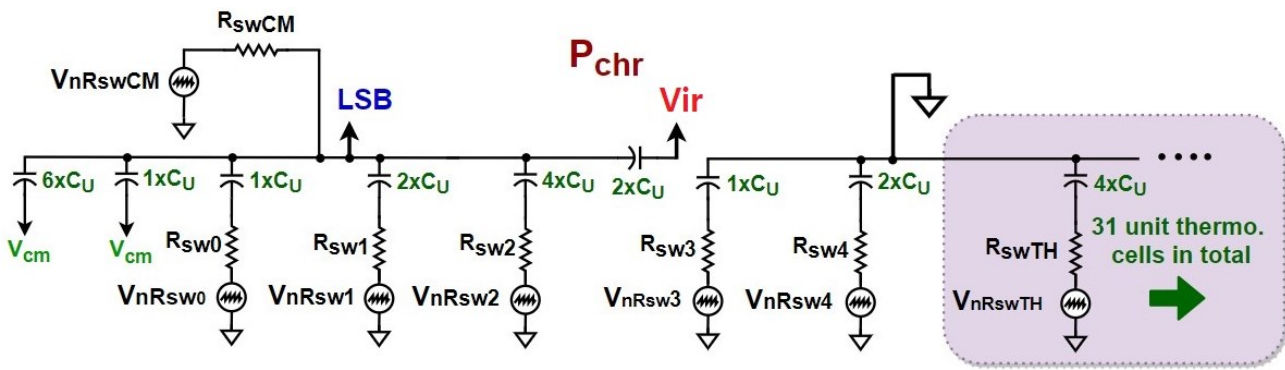 RswCM
VnRswCM
Pchr
LSB
Vir
6xCU
1xCU
1xCU
2xCU
4xCU
2xCU
1xCU
2xCU
4xCU
Vcm
Vcm
Rsw0
Rsw1
Rsw2
Rsw3
Rsw4
RswTH
31 unit thermo.
cells in total
VnRsw0
VnRsw1
VnRsw2
VnRsw3
VnRsw4
VnRswTH